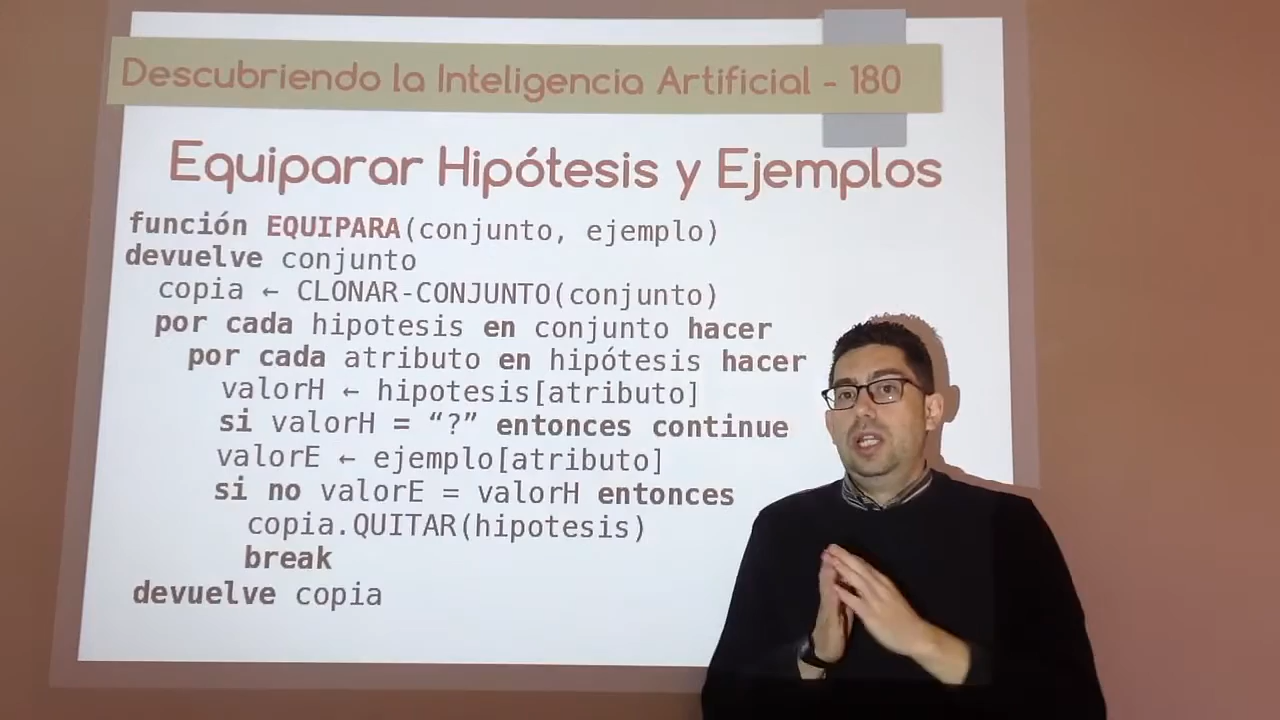 Descubriendo la Inteligencia Artificial - 180
Equiparar Hipótesis y Ejemplos
función EQUIPARA(conjunto, ejemplo)
devuelve conjunto
copia ← CLONAR-CONJUNTO(conjunto)
por cada hipotesis en conjunto hacer
por cada atributo en hipótesis hacer
valorH ← hipotesis[atributo]
si valorH = “?” entonces continue
valorE ← ejemplo[atributo]
si no valorE = valorH entonces
copia.QUITAR(hipotesis)
break
devuelve copia